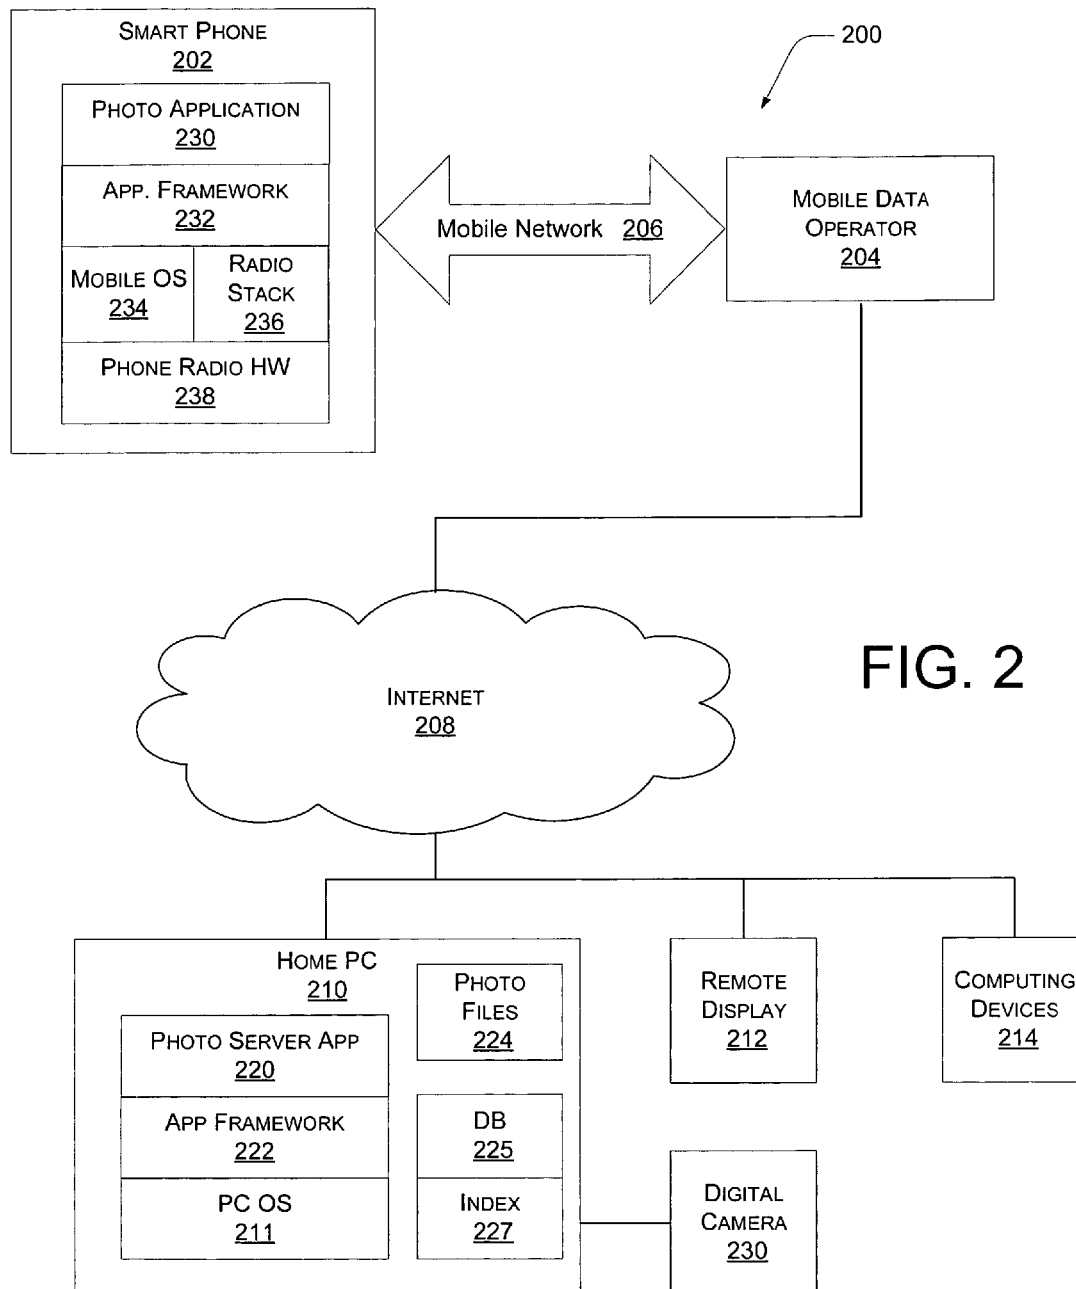 SMART PHONE
202
PHOTO APPLICATION
230
APP. FRAMEWORK
232
MOBILE OS
234
RADIO
STACK
236
PHONE RADIO HW
238
200
Mobile Network 206
MOBILE DATA
OPERATOR
204
INTERNET
208
FIG. 2
HOME PC
210
PHOTO SERVER APP
220
APP FRAMEWORK
222
PC OS
211
PHOTO
FILES
224
DB
225
INDEX
227
REMOTE
DISPLAY
212
COMPUTING
DEVICES
214
DIGITAL
CAMERA
230